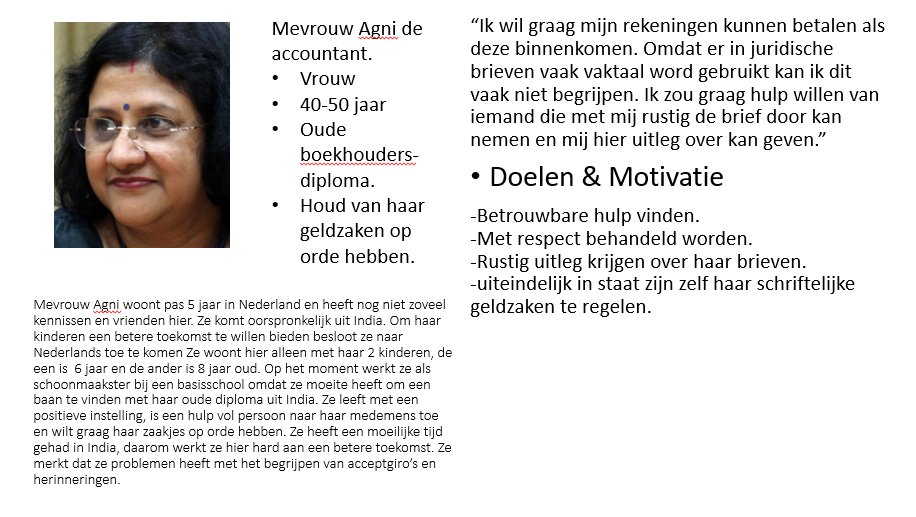 Mevrouw Agni de
accountant.
• Vrouw
• 40-50 jaar
• Oude
boekhouders-
diploma.
• Houd van haar
geldzaken op
orde hebben.
“Ik wil graag mijn rekeningen kunnen betalen als
deze binnenkomen. Omdat er in juridische
brieven vaak vaktaal word gebruikt kan ik dit
vaak niet begrijpen. Ik zou graag hulp willen van
iemand die met mij rustig de brief door kan
nemen en mij hier uitleg over kan geven.”
• Doelen & Motivatie
-Betrouwbare hulp vinden.
-Met respect behandeld worden.
-Rustig uitleg krijgen over haar brieven.
-uiteindelijk in staat zijn zelf haar schriftelijke
geldzaken te regelen.
Mevrouw Agni woont pas 5 jaar in Nederland en heeft nog niet zoveel
kennissen en vrienden hier. Ze komt oorspronkelijk uit India. Om haar
kinderen een betere toekomst te willen bieden besloot ze naar
Nederlands toe te komen Ze woont hier alleen met haar 2 kinderen, de
een is 6 jaar en de ander is 8 jaar oud. Op het moment werkt ze als
schoonmaakster bij een basisschool omdat ze moeite heeft om een
baan te vinden met haar oude diploma uit India. Ze leeft met een
positieve instelling, is een hulp vol persoon naar haar medemens toe
en wilt graag haar zaakjes op orde hebben. Ze heeft een moeilijke tijd
gehad in India, daarom werkt ze hier hard aan een betere toekomst. Ze
merkt dat ze problemen heeft met het begrijpen van acceptgiro’s en
herinneringen.